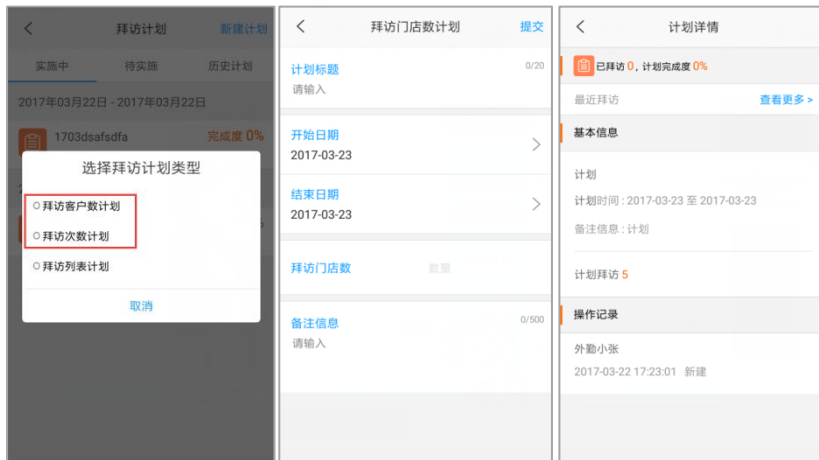 拜访计划
新建计划
实施中
待实施
历史计划
2017年03月22日 - 2017年03月22日
1703dsafsdfa
完成度 0%
选择拜访计划类型
拜访客户数计划
拜访次数计划
拜访列表计划
取消
拜访门店数计划
提交
计划标题
0/20
请输入
开始日期
2017-03-23
结束日期
2017-03-23
拜访门店数
数量
备注信息
0/500
请输入
计划详情
已拜访 0 , 计划完成度 0%
最近拜访
查看更多 >
基本信息
计划
计划时间 : 2017-03-23 至 2017-03-23
备注信息 : 计划
计划拜访 5
操作记录
外勤小张
2017-03-22 17:23:01 新建